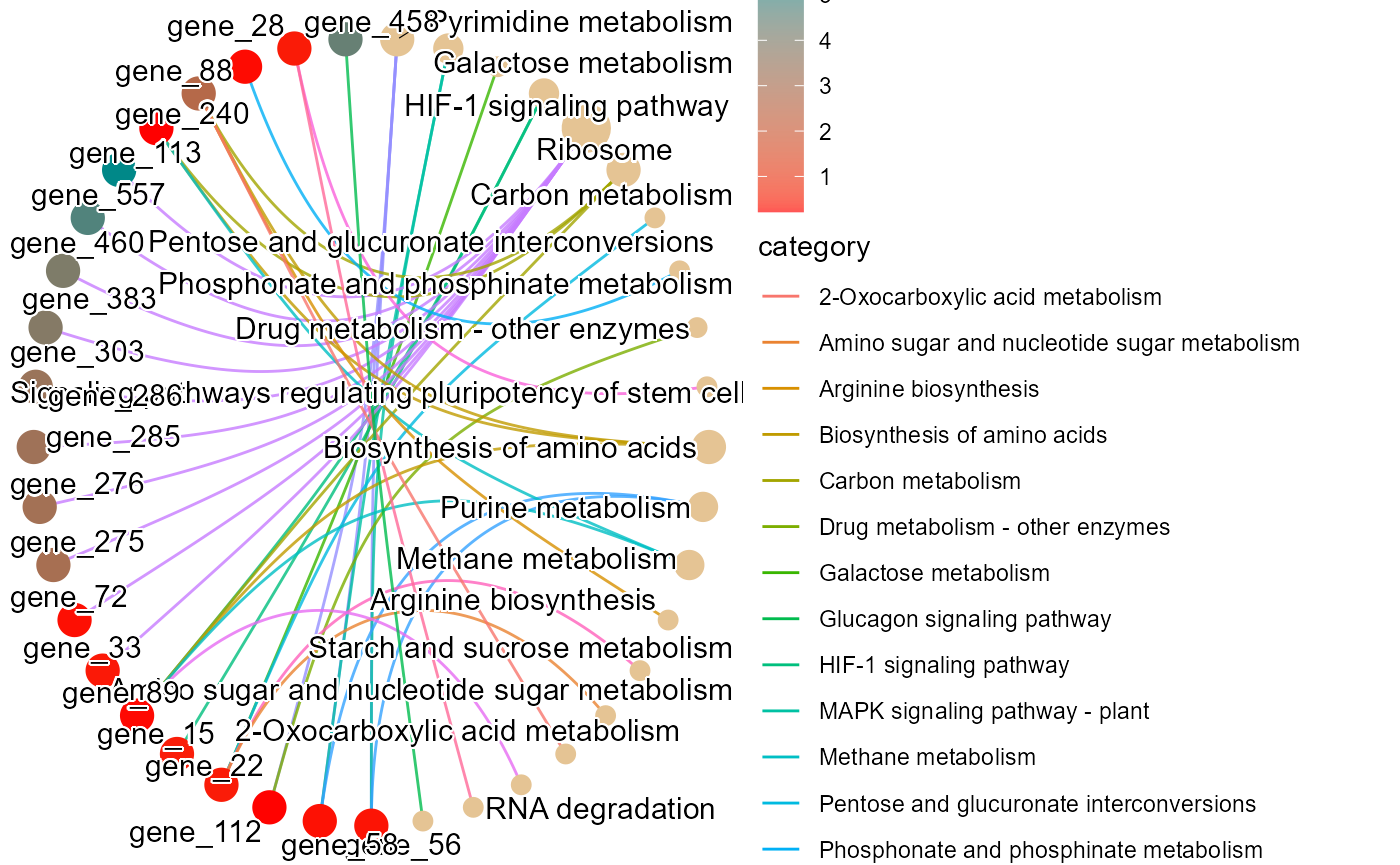 gene_28
gene_458
Pyrimidine metabolism
Galactose metabolism
gene_88
HIF-1 signaling pathway
gene_240
gene_113
Ribosome
gene_557
Carbon metabolism
gene_460
Pentose and glucuronate interconversions
Phosphonate and phosphinate metabolism
gene_383
Drug metabolism - other enzymes
gene_303
regulating pluripotency of stem cell
gene_286
gene_285
Biosynthesis of amino acids
gene_276
Purine metabolism
gene_275
Methane metabolism
gene_72
Arginine biosynthesis
gene_33
Starch and sucrose metabolism
gene_89
sugar and nucleotide sugar metabolism
gene_15
2-Oxocarboxylic acid metabolism
gene_22
RNA degradation
gene_112
gene_58
_56
4
3
2
1
category
2-Oxocarboxylic acid metabolism
Amino sugar and nucleotide sugar metabolism
Arginine biosynthesis
Biosynthesis of amino acids
Carbon metabolism
Drug metabolism - other enzymes
Galactose metabolism
Glucagon signaling pathway
HIF-1 signaling pathway
MAPK signaling pathway - plant
Methane metabolism
Pentose and glucuronate interconversions
Phosphonate and phosphinate metabolism